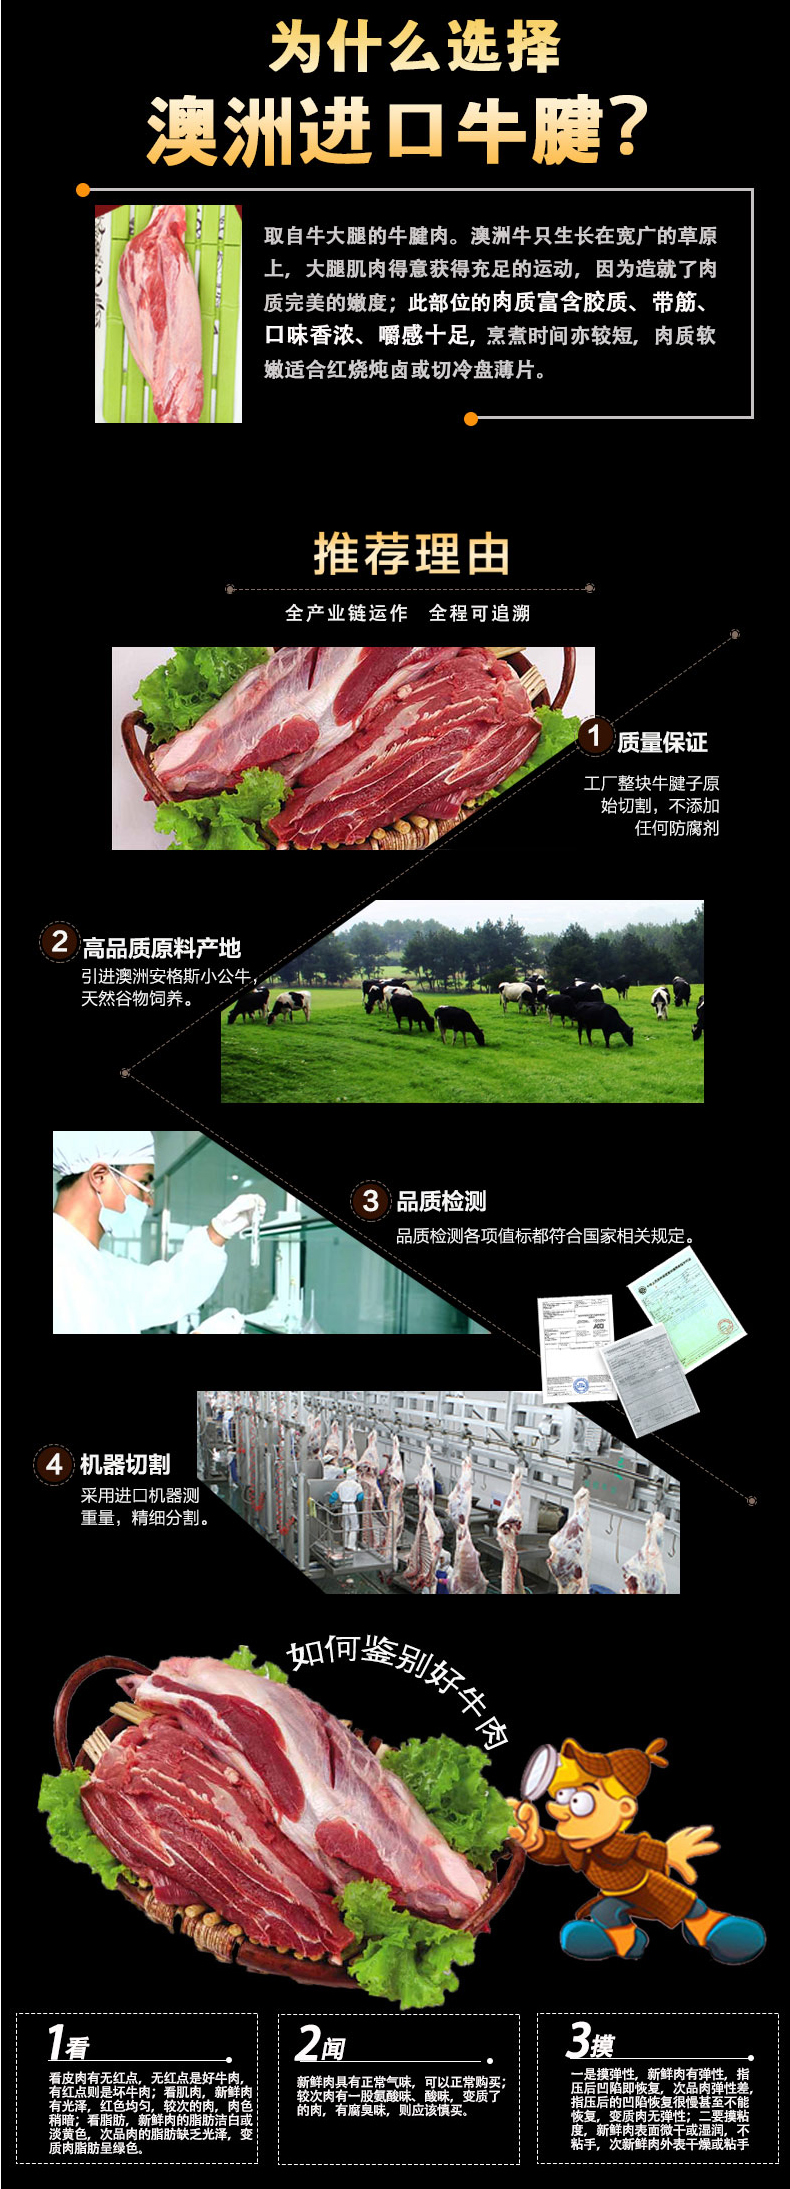 为什么选择
澳洲进口牛腱？
取自牛大腿的牛腱肉。澳洲牛只生长在宽广的草原
上，大腿肌肉得意获得充足的运动，因为造就了肉
质完美的嫩度；此部位的肉质富含胶质、带筋、
口味香浓、嚼感十足，烹煮时间亦较短，肉质软
嫩适合红烧炖卤或切冷盘薄片。
推荐理由
全产业链运作 全程可追溯
1 质量保证
工厂整块牛腱子原
始切割，不添加
任何防腐剂
2 高品质原料产地
引进澳洲安格斯小公牛，
天然谷物饲养。
3 品质检测
品质检测各项值标都符合国家相关规定。
4 机器切割
采用进口机器测
重量，精细分割。
如何鉴别好牛肉
1看
看皮肉有无红点，无红点是好牛肉，
有红点则是坏牛肉；看肌肉，新鲜肉
有光泽，红色均匀，较次的肉，肉色
稍暗；看脂肪，新鲜肉的脂肪洁白或
淡黄色，次品肉的脂肪缺乏光泽，变
质肉脂肪呈绿色。
2闻
新鲜肉具有正常气味，可以正常购买；
较次肉有一股氨酸味、酸味，变质了
的肉，有腐臭味，则应该慎买。
3摸
一是摸弹性，新鲜肉有弹性，指
压后凹陷即恢复，次品肉弹性差，
指压后的凹陷恢复很慢甚至不能
恢复，变质肉无弹性；二要摸粘
度，新鲜肉表面微干或湿润，不
粘手，次新鲜肉外表干燥或粘手